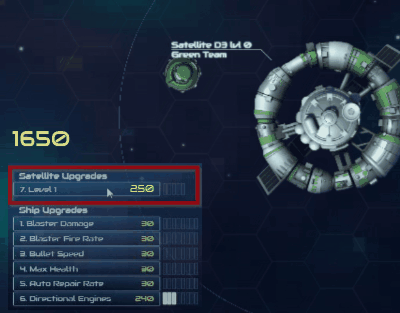 Satellite D3 lvl 0
Green Team
1650
Satellite Upgrades
7. Level 1 250
Ship Upgrades
1. Blaster Damage 30
2. Blaster Fire Rate 30
3. Bullet Speed 30
4. Max Health 30
5. Auto Repair Rate 30
6. Directional Engines 240